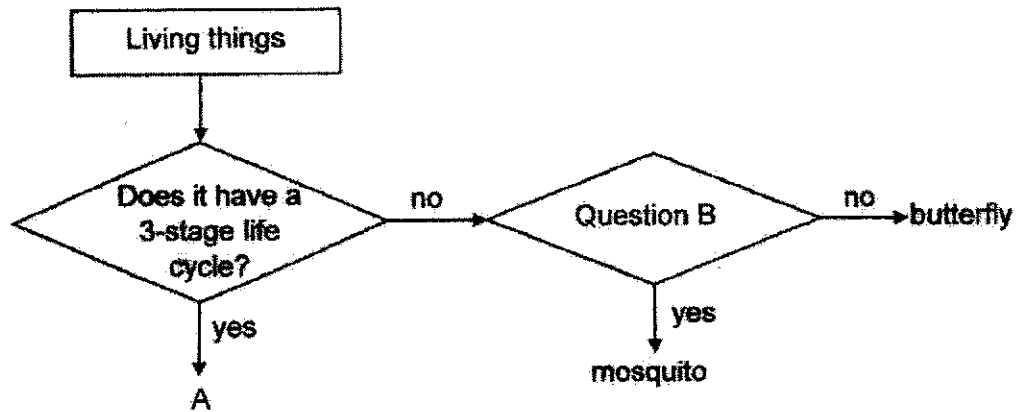 Living things
Does it have a
3-stage life
cycle?
no
Question B
no
butterfly
yes
yes
mosquito
A